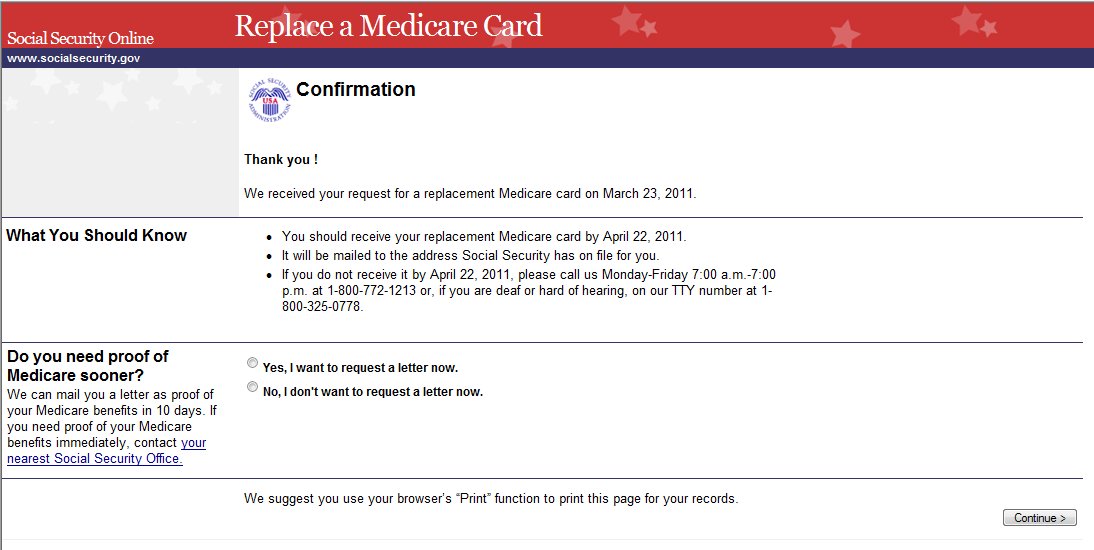 Social Security Online
Replace a Medicare Card
www.socialsecurity.gov
SOCIAL SECURITY
USA
ADMINISTRATION
Confirmation
Thank you !
We received your request for a replacement Medicare card on March 23, 2011.
What You Should Know
• You should receive your replacement Medicare card by April 22, 2011.
• It will be mailed to the address Social Security has on file for you.
• If you do not receive it by April 22, 2011, please call us Monday-Friday 7:00 a.m.-7:00
p.m. at 1-800-772-1213 or, if you are deaf or hard of hearing, on our TTY number at 1-
800-325-0778.
Do you need proof of
Medicare sooner?
We can mail you a letter as proof of
your Medicare benefits in 10 days. If
you need proof of your Medicare
benefits immediately, contact your
nearest Social Security Office.
Yes, I want to request a letter now.
No, I don't want to request a letter now.
We suggest you use your browser's “Print” function to print this page for your records.
Continue >